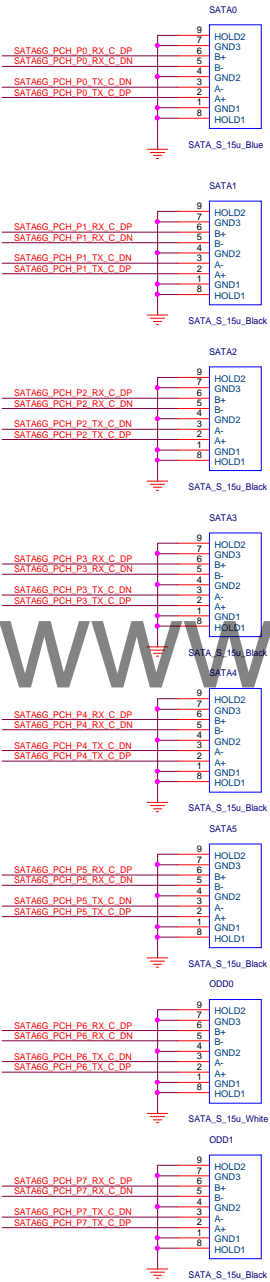 SATA0
9 HOLD2
7 GND3
SATA6G_PCH_P0_RX_C_DP 6 B+
SATA6G_PCH_P0_RX_C_DN 5 B-
4 GND2
SATA6G_PCH_P0_TX_C_DN 3 A-
SATA6G_PCH_P0_TX_C_DP 2 A+
1 GND1
8 HOLD1
SATA_S_15u_Blue
SATA1
9 HOLD2
7 GND3
SATA6G_PCH_P1_RX_C_DP 6 B+
SATA6G_PCH_P1_RX_C_DN 5 B-
4 GND2
SATA6G_PCH_P1_TX_C_DN 3 A-
SATA6G_PCH_P1_TX_C_DP 2 A+
1 GND1
8 HOLD1
SATA_S_15u_Black
SATA2
9 HOLD2
7 GND3
SATA6G_PCH_P2_RX_C_DP 6 B+
SATA6G_PCH_P2_RX_C_DN 5 B-
4 GND2
SATA6G_PCH_P2_TX_C_DN 3 A-
SATA6G_PCH_P2_TX_C_DP 2 A+
1 GND1
8 HOLD1
SATA_S_15u_Black
SATA3
9 HOLD2
7 GND3
SATA6G_PCH_P3_RX_C_DP 6 B+
SATA6G_PCH_P3_RX_C_DN 5 B-
4 GND2
SATA6G_PCH_P3_TX_C_DN 3 A-
SATA6G_PCH_P3_TX_C_DP 2 A+
1 GND1
8 HOLD1
www
SATA_S_15u_Black
SATA4
9 HOLD2
7 GND3
SATA6G_PCH_P4_RX_C_DP 6 B+
SATA6G_PCH_P4_RX_C_DN 5 B-
4 GND2
SATA6G_PCH_P4_TX_C_DN 3 A-
SATA6G_PCH_P4_TX_C_DP 2 A+
1 GND1
8 HOLD1
SATA_S_15u_Black
SATA5
9 HOLD2
7 GND3
SATA6G_PCH_P5_RX_C_DP 6 B+
SATA6G_PCH_P5_RX_C_DN 5 B-
4 GND2
SATA6G_PCH_P5_TX_C_DN 3 A-
SATA6G_PCH_P5_TX_C_DP 2 A+
1 GND1
8 HOLD1
SATA_S_15u_Black
ODD0
9 HOLD2
7 GND3
SATA6G_PCH_P6_RX_C_DP 6 B+
SATA6G_PCH_P6_RX_C_DN 5 B-
4 GND2
SATA6G_PCH_P6_TX_C_DN 3 A-
SATA6G_PCH_P6_TX_C_DP 2 A+
1 GND1
8 HOLD1
SATA_S_15u_White
ODD1
9 HOLD2
7 GND3
SATA6G_PCH_P7_RX_C_DP 6 B+
SATA6G_PCH_P7_RX_C_DN 5 B-
4 GND2
SATA6G_PCH_P7_TX_C_DN 3 A-
SATA6G_PCH_P7_TX_C_DP 2 A+
1 GND1
8 HOLD1
SATA_S_15u_Black